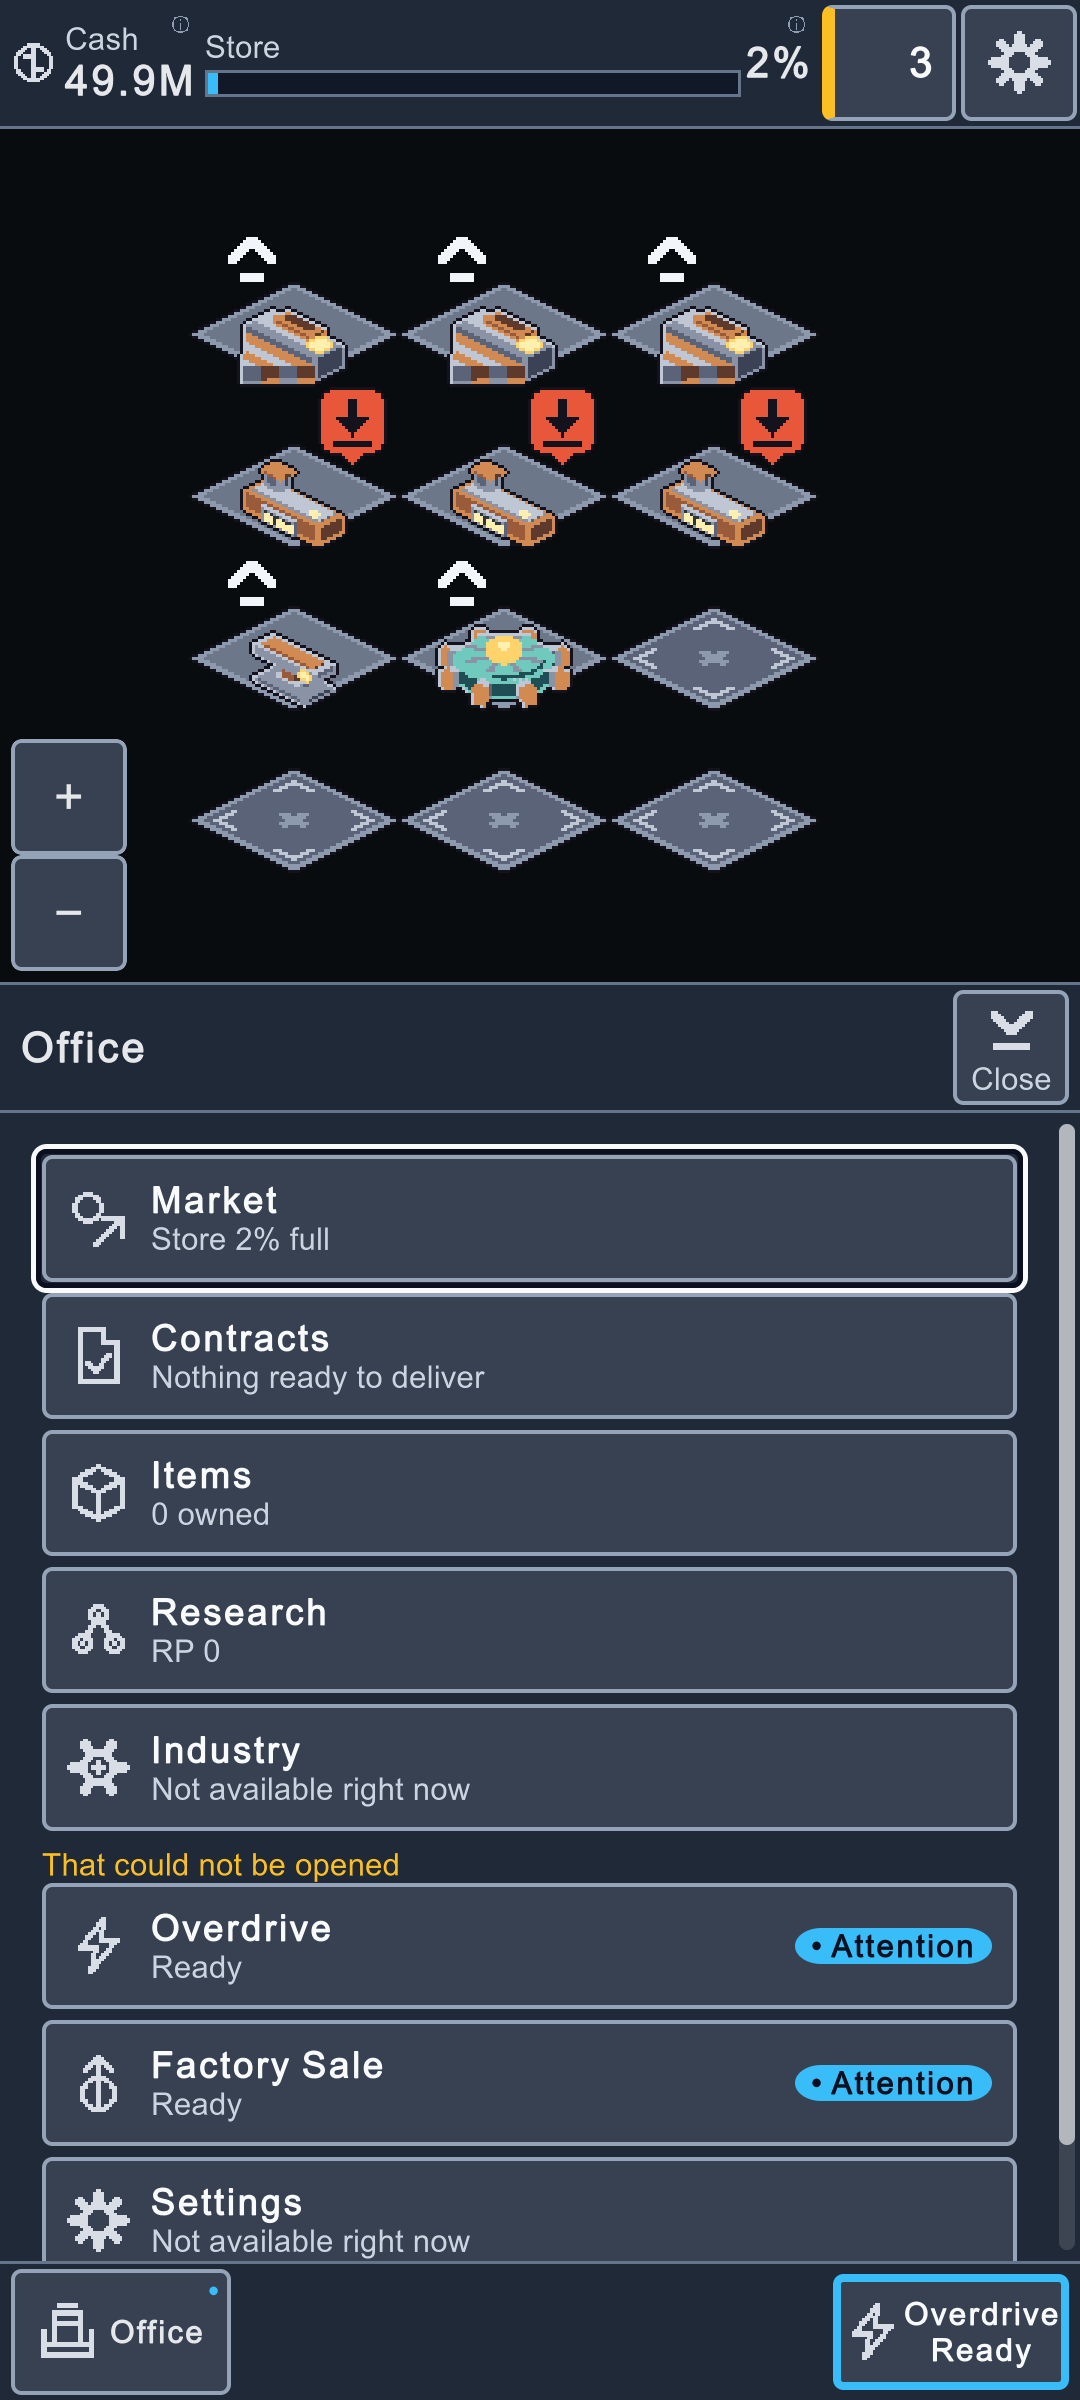 Cash
49.9M
Store
2%
3
+
−
Office
Close
Market
Store 2% full
Contracts
Nothing ready to deliver
Items
0 owned
Research
RP 0
Industry
Not available right now
That could not be opened
Overdrive
Ready
• Attention
Factory Sale
Ready
• Attention
Settings
Not available right now
Office
Overdrive
Ready